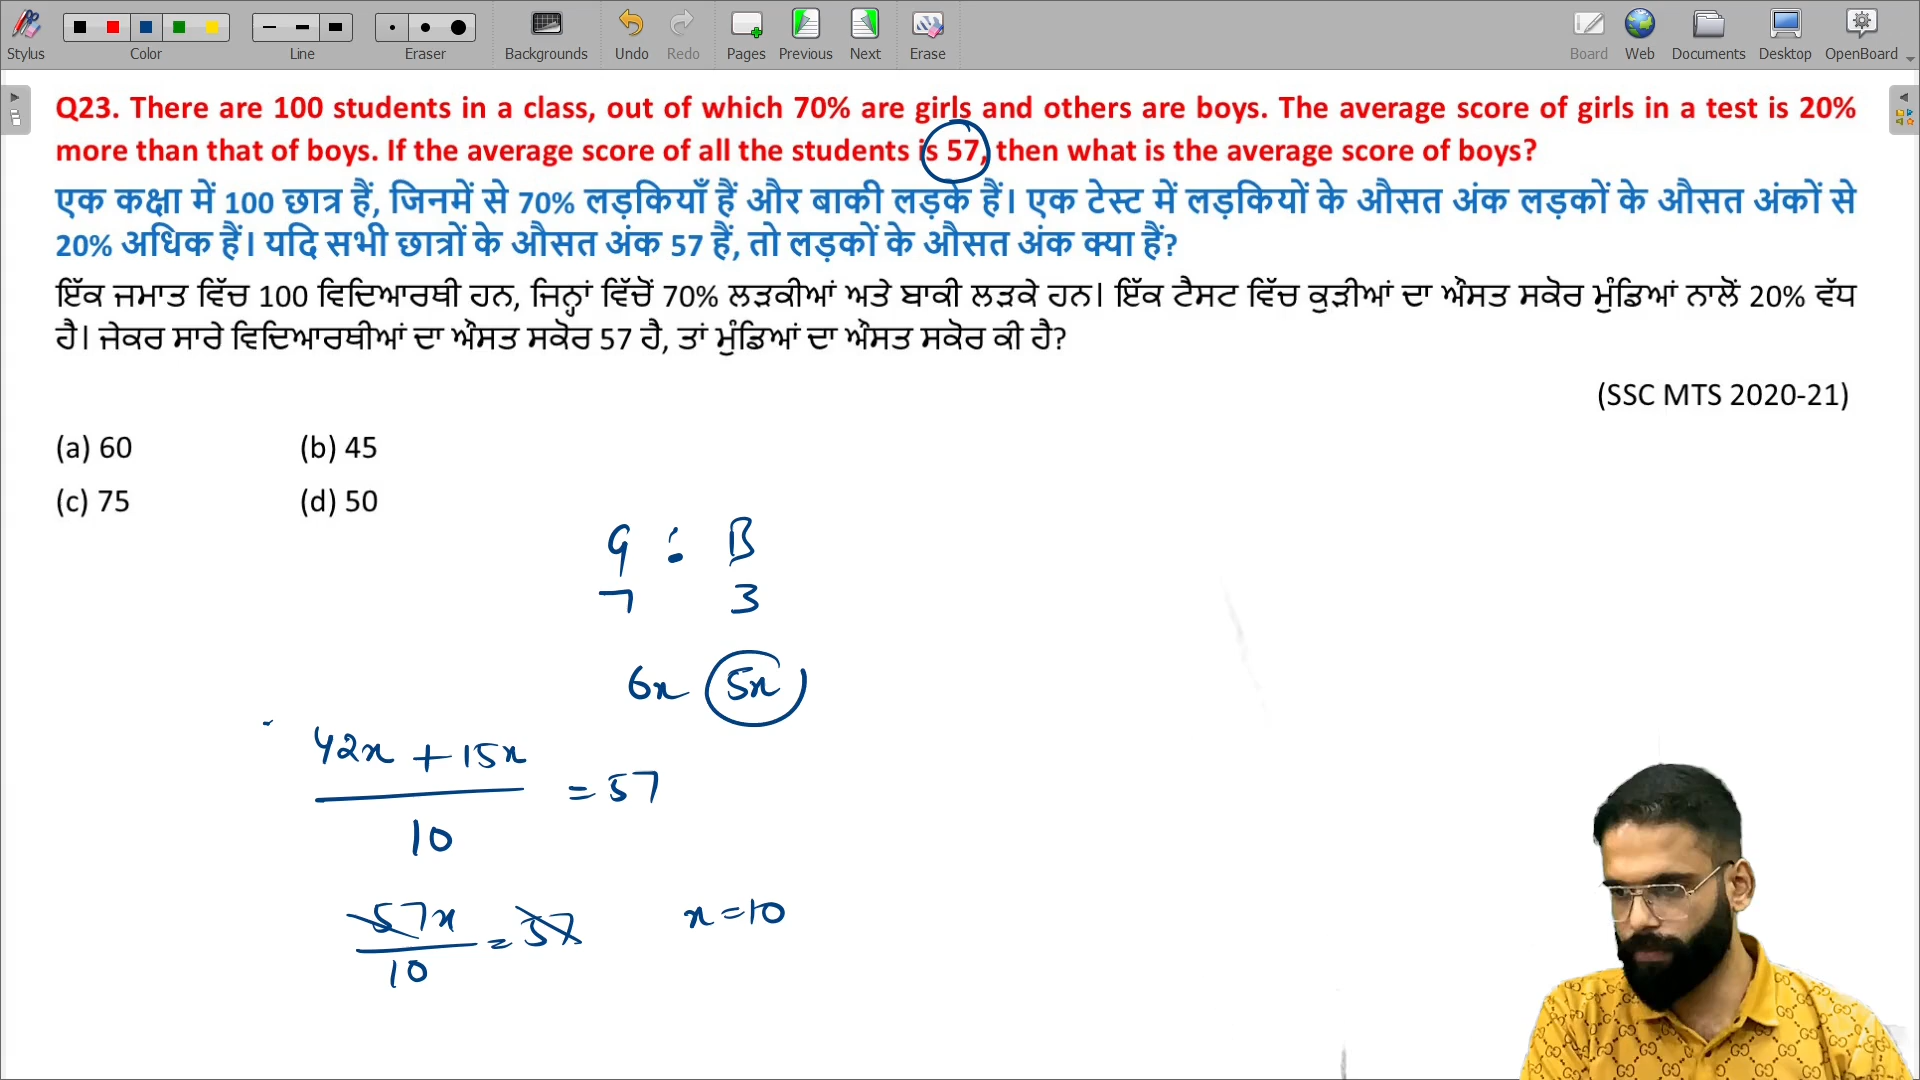 Stylus Color Line Eraser Backgrounds Undo Redo Pages Previous Next Erase Board Web Documents Desktop OpenBoard
Q23. There are 100 students in a class, out of which 70% are girls and others are boys. The average score of girls in a test is 20%
more than that of boys. If the average score of all the students is 57, then what is the average score of boys?
एक कक्षा में 100 छात्र हैं, जिनमें से 70% लड़कियाँ हैं और बाकी लड़के हैं। एक टेस्ट में लड़कियों के औसत अंक लड़कों के औसत अंकों से
20% अधिक हैं। यदि सभी छात्रों के औसत अंक 57 हैं, तो लड़कों के औसत अंक क्या हैं?
ਇੱਕ ਜਮਾਤ ਵਿੱਚ 100 ਵਿਦਿਆਰਥੀ ਹਨ, ਜਿਨ੍ਹਾਂ ਵਿੱਚੋਂ 70% ਲੜਕੀਆਂ ਅਤੇ ਬਾਕੀ ਲੜਕੇ ਹਨ। ਇੱਕ ਟੈਸਟ ਵਿੱਚ ਕੁੜੀਆਂ ਦਾ ਔਸਤ ਸਕੋਰ ਮੁੰਡਿਆਂ ਨਾਲੋਂ 20% ਵੱਧ
ਹੈ। ਜੇਕਰ ਸਾਰੇ ਵਿਦਿਆਰਥੀਆਂ ਦਾ ਔਸਤ ਸਕੋਰ 57 ਹੈ, ਤਾਂ ਮੁੰਡਿਆਂ ਦਾ ਔਸਤ ਸਕੋਰ ਕੀ ਹੈ?
(SSC MTS 2020-21)
(a) 60 (b) 45
(c) 75 (d) 50
G : B
7 3
6x 5x
42x + 15x
= 57
10
57x = 57 x = 10
10